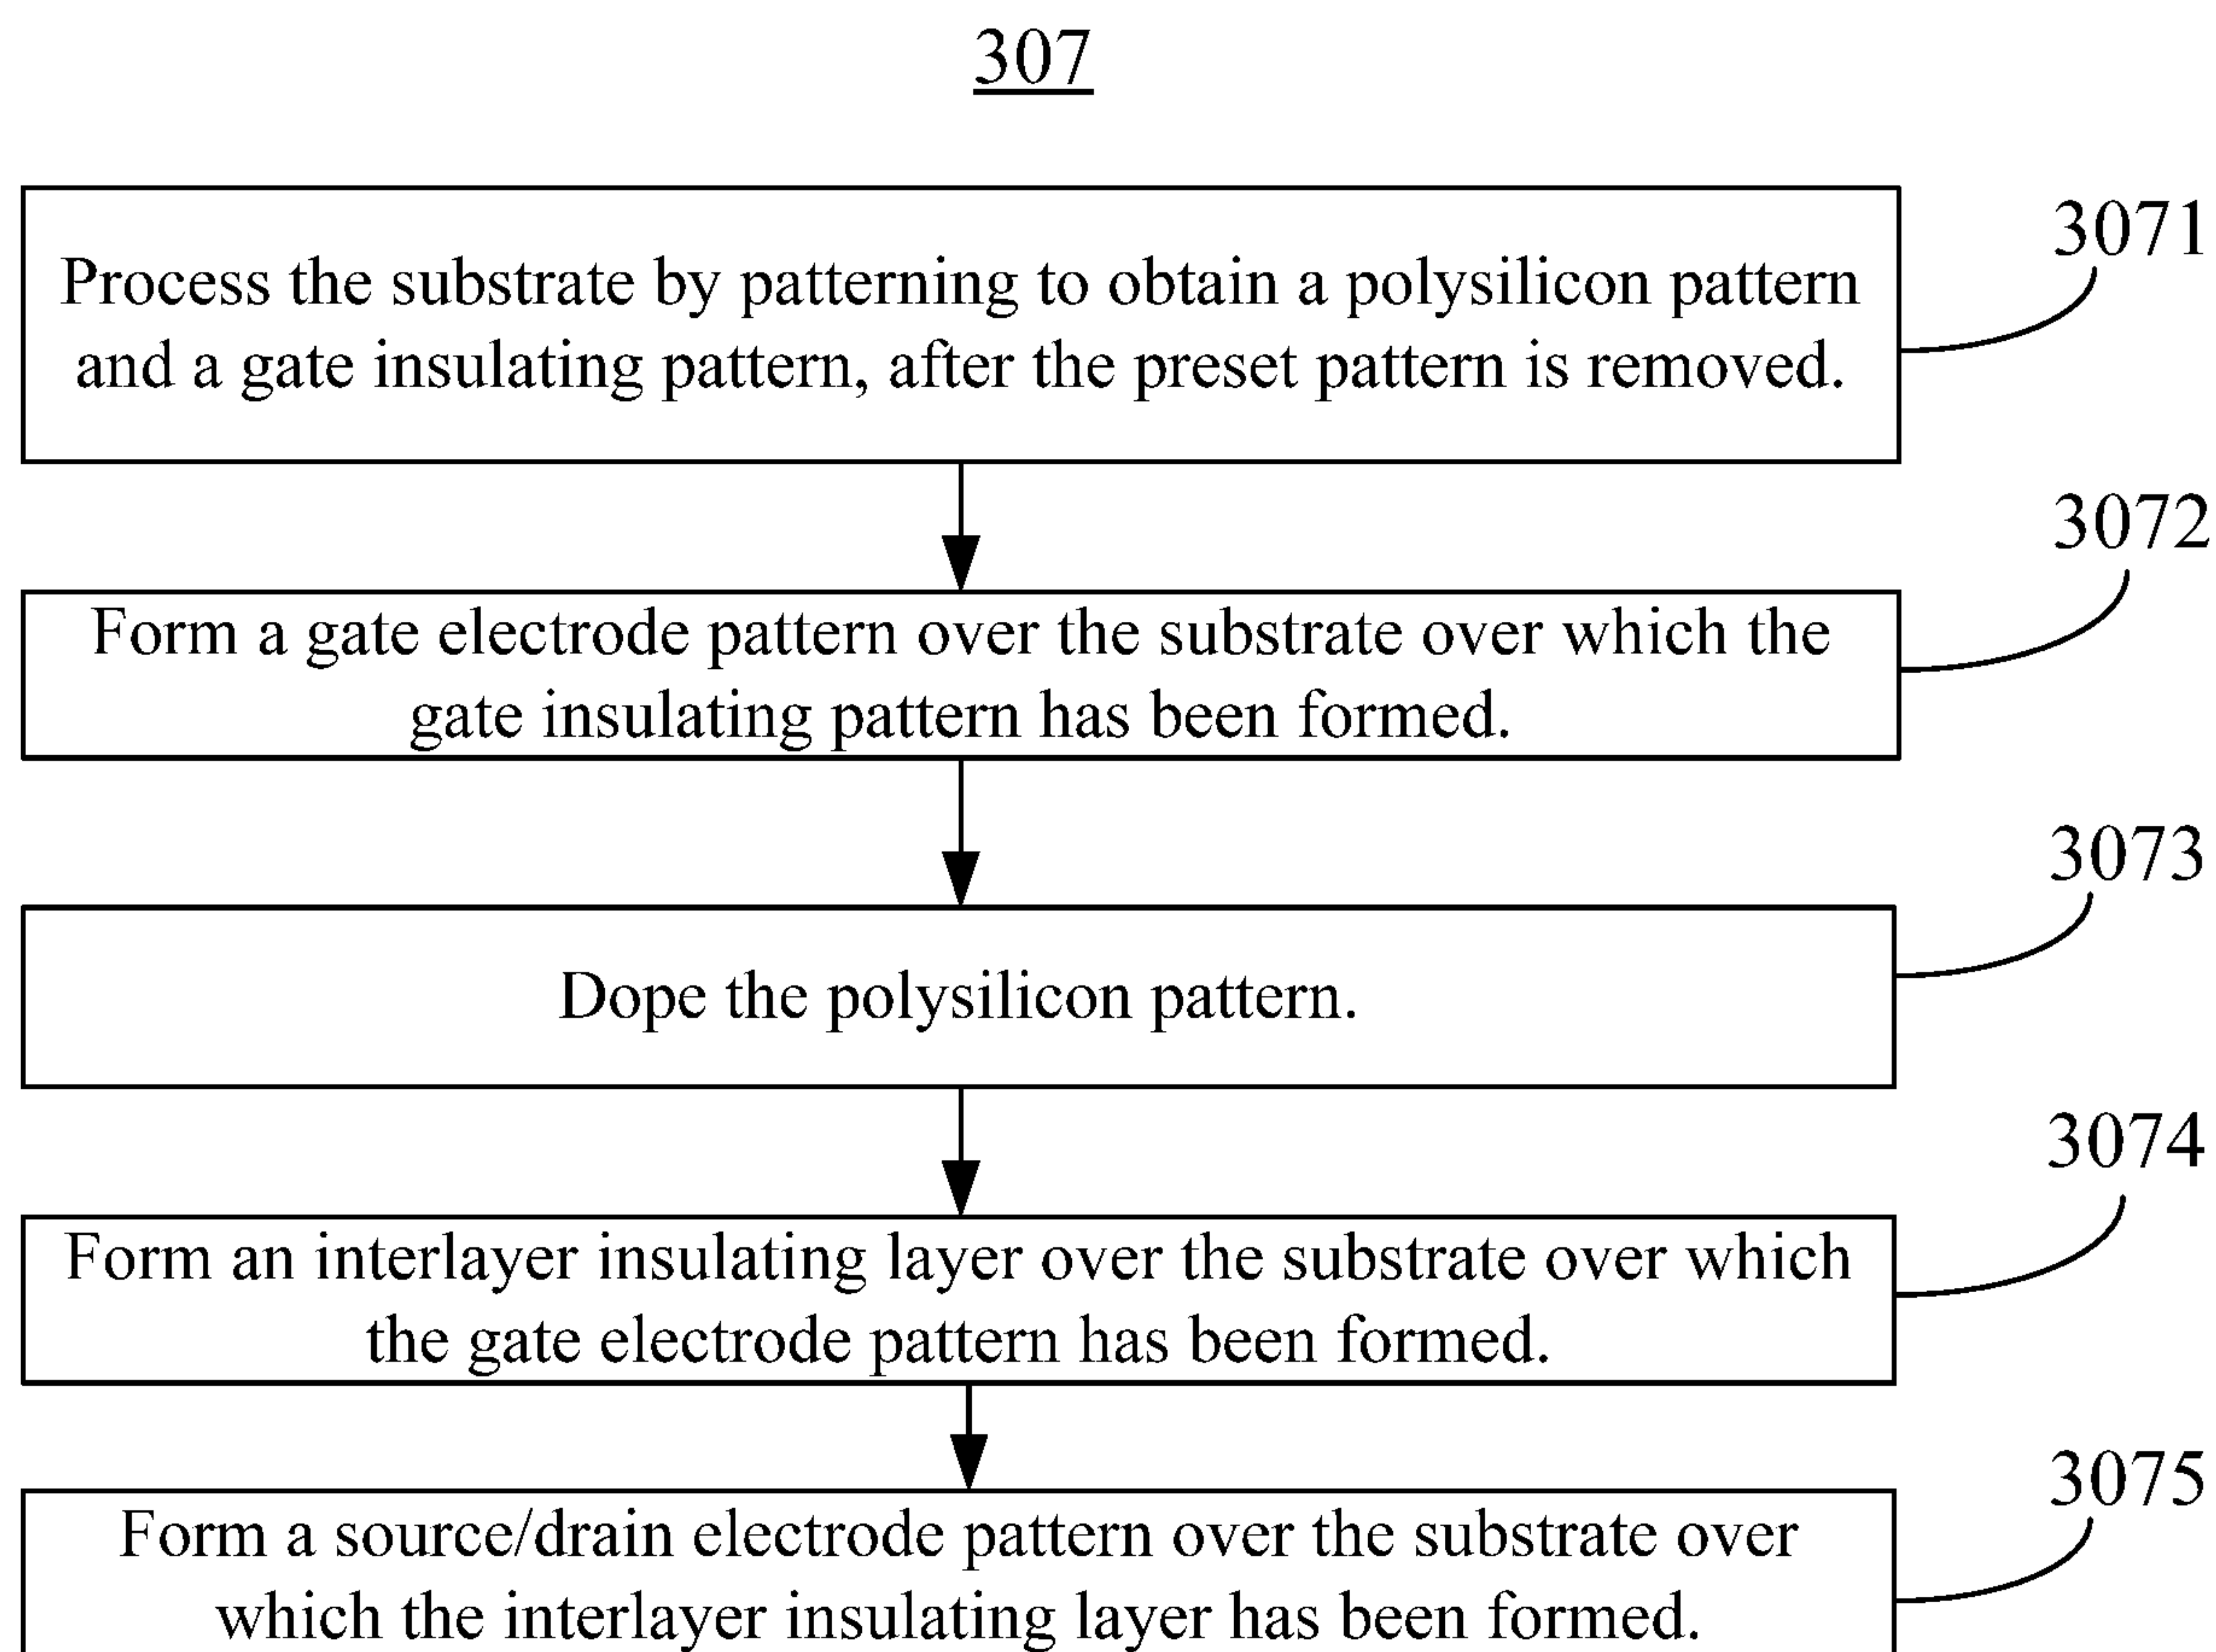 307
3071
Process the substrate by patterning to obtain a polysilicon pattern
and a gate insulating pattern, after the preset pattern is removed.
3072
Form a gate electrode pattern over the substrate over which the
gate insulating pattern has been formed.
3073
Dope the polysilicon pattern.
3074
Form an interlayer insulating layer over the substrate over which
the gate electrode pattern has been formed.
3075
Form a source/drain electrode pattern over the substrate over
which the interlayer insulating layer has been formed.